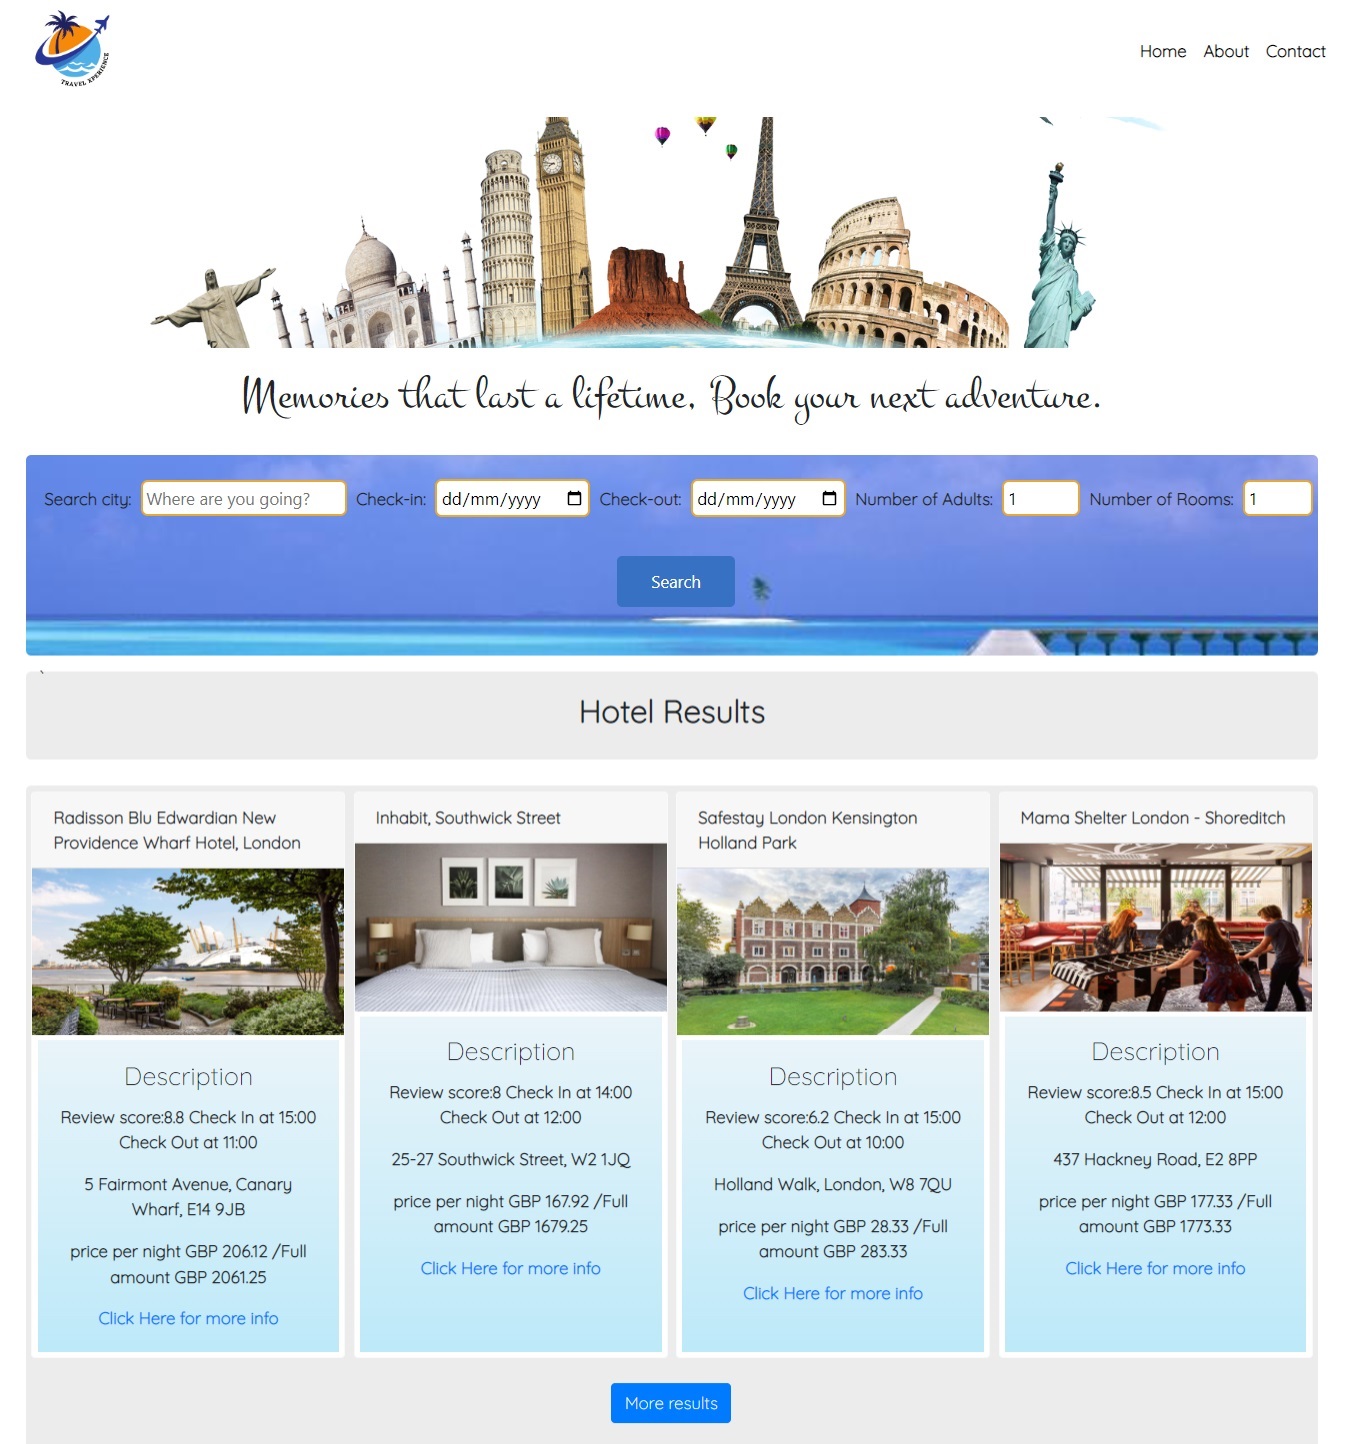 TRAVEL XPERIENCE
Home About Contact
Memories that last a lifetime, Book your next adventure.
Search city: Where are you going? Check-in: dd/mm/yyyy Check-out: dd/mm/yyyy Number of Adults: 1 Number of Rooms: 1
Search
`
Hotel Results
Radisson Blu Edwardian New
Providence Wharf Hotel, London
Description
Review score:8.8 Check In at 15:00
Check Out at 11:00
5 Fairmont Avenue, Canary
Wharf, E14 9JB
price per night GBP 206.12 /Full
amount GBP 2061.25
Click Here for more info
Inhabit, Southwick Street
Description
Review score:8 Check In at 14:00
Check Out at 12:00
25-27 Southwick Street, W2 1JQ
price per night GBP 167.92 /Full
amount GBP 1679.25
Click Here for more info
Safestay London Kensington
Holland Park
Description
Review score:6.2 Check In at 15:00
Check Out at 10:00
Holland Walk, London, W8 7QU
price per night GBP 28.33 /Full
amount GBP 283.33
Click Here for more info
Mama Shelter London - Shoreditch
Description
Review score:8.5 Check In at 15:00
Check Out at 12:00
437 Hackney Road, E2 8PP
price per night GBP 177.33 /Full
amount GBP 1773.33
Click Here for more info
More results